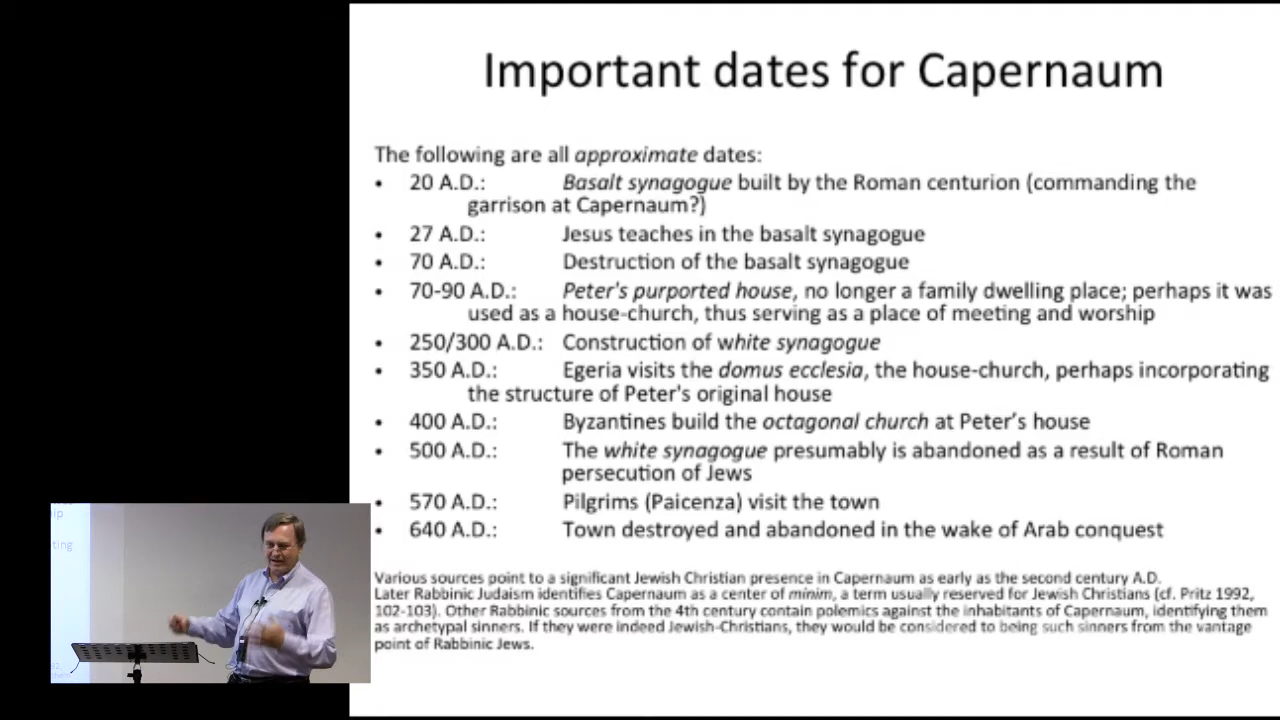 Important dates for Capernaum
The following are all approximate dates:
• 20 A.D.: Basalt synagogue built by the Roman centurion (commanding the
garrison at Capernaum?)
• 27 A.D.: Jesus teaches in the basalt synagogue
• 70 A.D.: Destruction of the basalt synagogue
• 70-90 A.D.: Peter's purported house, no longer a family dwelling place; perhaps it was
used as a house-church, thus serving as a place of meeting and worship
• 250/300 A.D.: Construction of white synagogue
• 350 A.D.: Egeria visits the domus ecclesia, the house-church, perhaps incorporating
the structure of Peter's original house
• 400 A.D.: Byzantines build the octagonal church at Peter’s house
• 500 A.D.: The white synagogue presumably is abandoned as a result of Roman
persecution of Jews
• 570 A.D.: Pilgrims (Paicenza) visit the town
• 640 A.D.: Town destroyed and abandoned in the wake of Arab conquest
Various sources point to a significant Jewish Christian presence in Capernaum as early as the second century A.D.
Later Rabbinic Judaism identifies Capernaum as a center of minim, a term usually reserved for Jewish Christians (cf. Pritz 1992,
102-103). Other Rabbinic sources from the 4th century contain polemics against the inhabitants of Capernaum, identifying them
as archetypal sinners. If they were indeed Jewish-Christians, they would be considered to being such sinners from the vantage
point of Rabbinic Jews.
ip
ting